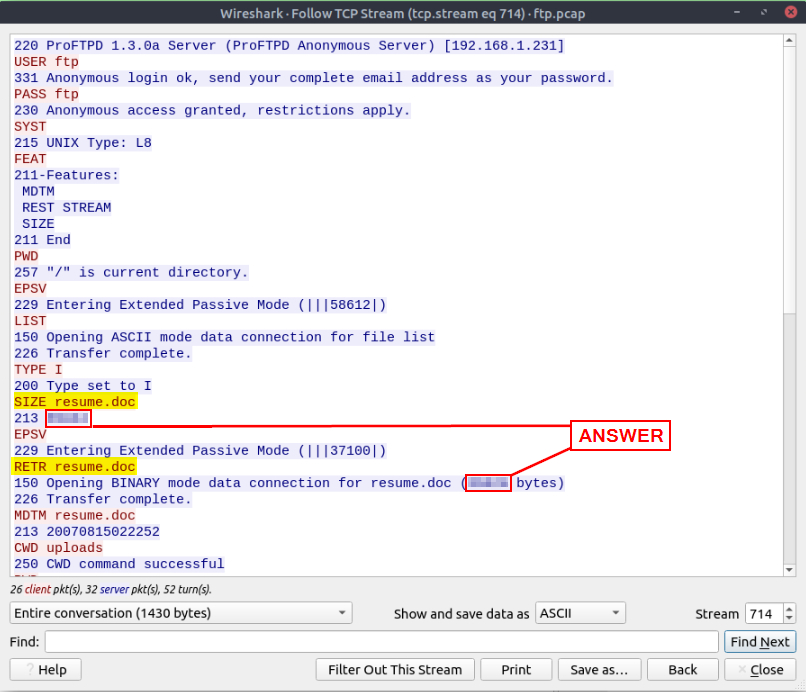 Wireshark · Follow TCP Stream (tcp.stream eq 714) · ftp.pcap
220 ProFTPD 1.3.0a Server (ProFTPD Anonymous Server) [192.168.1.231]
USER ftp
331 Anonymous login ok, send your complete email address as your password.
PASS ftp
230 Anonymous access granted, restrictions apply.
SYST
215 UNIX Type: L8
FEAT
211-Features:
MDTM
REST STREAM
SIZE
211 End
PWD
257 "/" is current directory.
EPSV
229 Entering Extended Passive Mode (|||58612|)
LIST
150 Opening ASCII mode data connection for file list
226 Transfer complete.
TYPE I
200 Type set to I
SIZE resume.doc
213
ANSWER
EPSV
229 Entering Extended Passive Mode (|||37100|)
RETR resume.doc
150 Opening BINARY mode data connection for resume.doc ( bytes)
226 Transfer complete.
MDTM resume.doc
213 20070815022252
CWD uploads
250 CWD command successful
26 client pkt(s), 32 server pkt(s), 52 turn(s).
Entire conversation (1430 bytes) Show and save data as ASCII Stream 714
Find: Find Next
? Help Filter Out This Stream Print Save as... Back Close